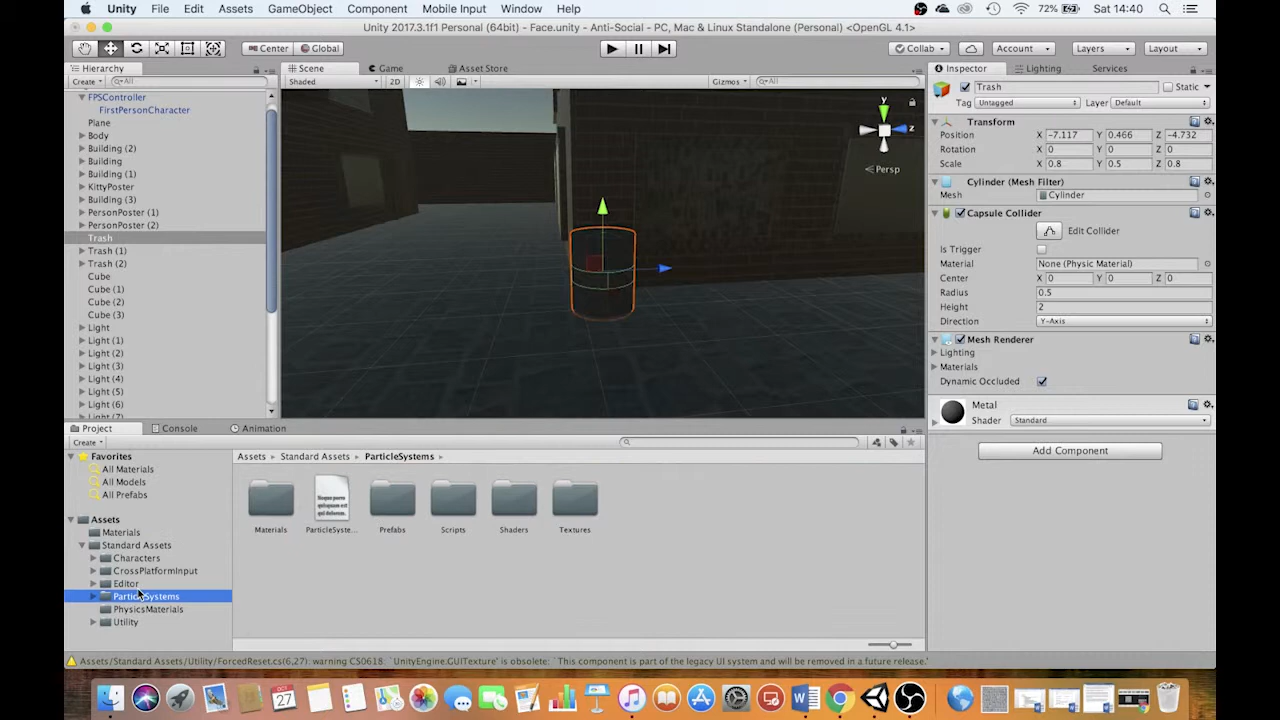 Unity File Edit Assets GameObject Component Mobile Input Window Help 72% Sat 14:40
Unity 2017.3.1f1 Personal (64bit) - Face.unity - Anti-Social - PC, Mac & Linux Standalone (Personal) <OpenGL 4.1>
Center Global Collab Account Layers Layout
Hierarchy
Create All
FPSController
FirstPersonCharacter
Plane
Body
Building (2)
Building
Building (1)
KittyPoster
Building (3)
PersonPoster (1)
PersonPoster (2)
Trash
Trash (1)
Trash (2)
Cube
Cube (1)
Cube (2)
Cube (3)
Light
Light (1)
Light (2)
Light (3)
Light (4)
Light (5)
Light (6)
Light (7)
Scene Game Asset Store
Shaded 2D Gizmos All
y
z
Persp
Inspector Lighting Services
Trash Static
Tag Untagged Layer Default
Transform
Position X -7.117 Y 0.466 Z -4.732
Rotation X 0 Y 0 Z 0
Scale X 0.8 Y 0.5 Z 0.8
Cylinder (Mesh Filter)
Mesh Cylinder
Capsule Collider
Edit Collider
Is Trigger
Material None (Physic Material)
Center X 0 Y 0 Z 0
Radius 0.5
Height 2
Direction Y-Axis
Mesh Renderer
Lighting
Materials
Dynamic Occluded
Metal
Shader Standard
Add Component
Project Console Animation
Create
Favorites
All Materials
All Models
All Prefabs
Assets
Materials
Standard Assets
Characters
CrossPlatformInput
Editor
ParticleSystems
PhysicsMaterials
Utility
Assets Standard Assets ParticleSystems
Materials ParticleSyste... Prefabs Scripts Shaders Textures
Assets/Standard Assets/Utility/ForcedReset.cs(6,27): warning CS0618: `UnityEngine.GUITexture' is obsolete: `This component is part of the legacy UI system and will be removed in a future release.'